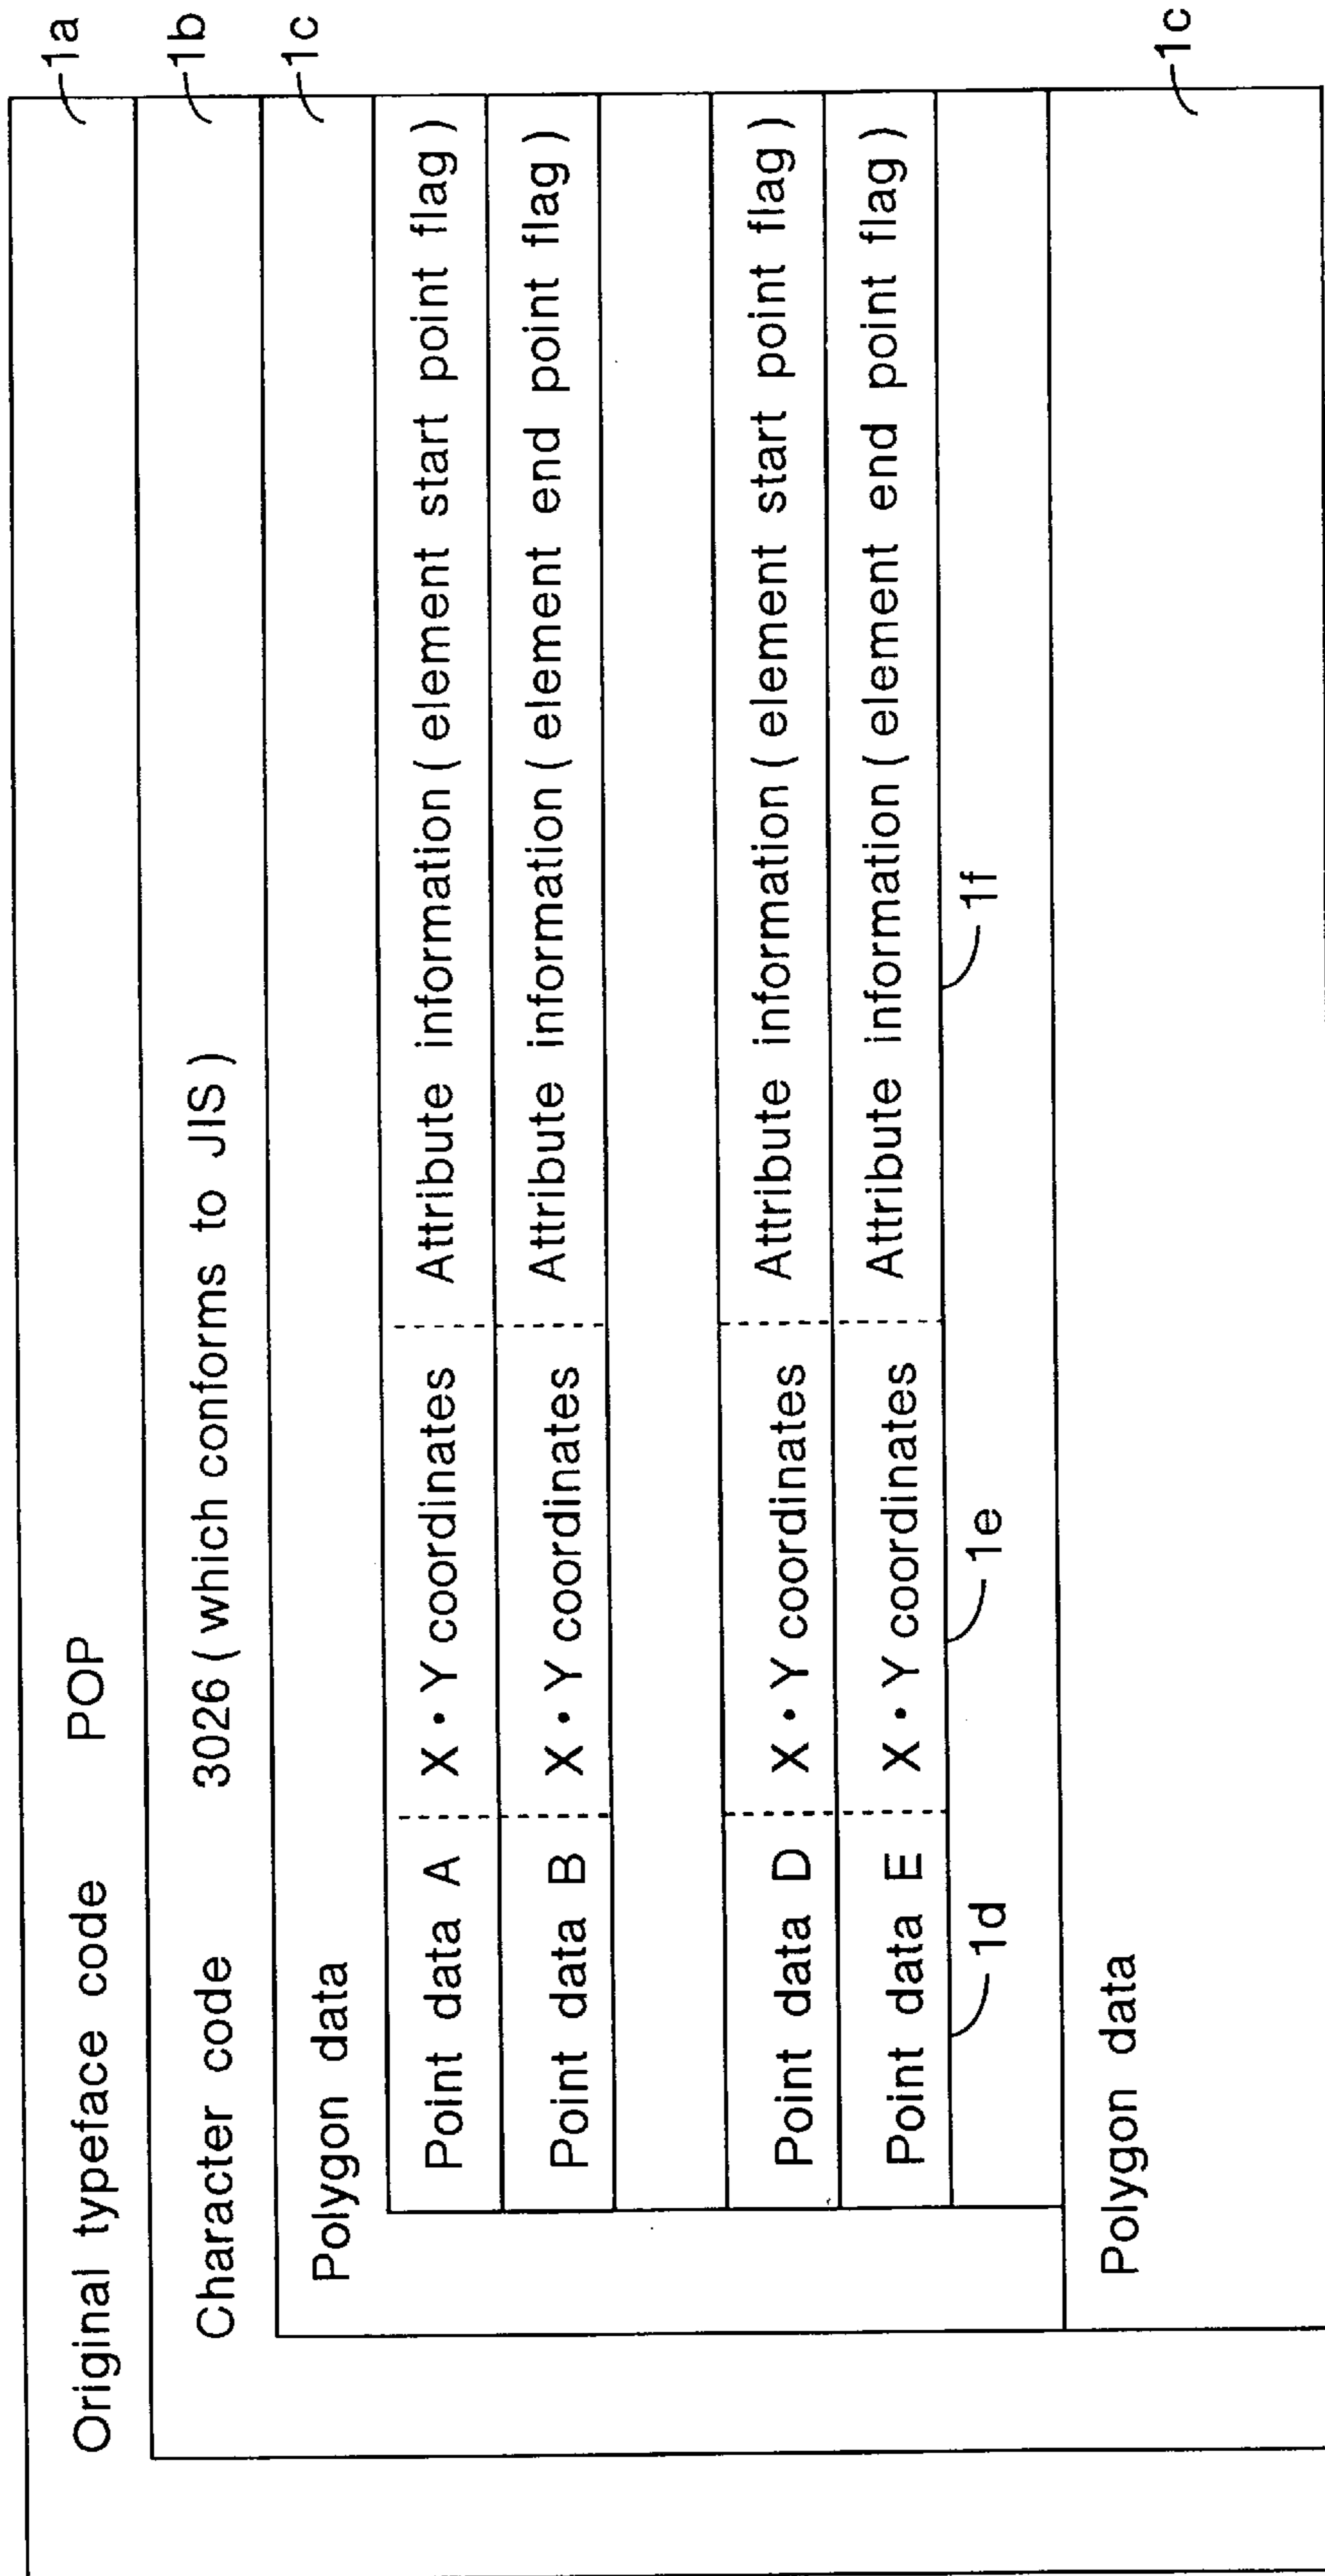 Original typeface code POP 1a
Character code 3026 ( which conforms to JIS ) 1b
Polygon data 1c
Point data A X・Y coordinates Attribute information ( element start point flag )
Point data B X・Y coordinates Attribute information ( element end point flag )
Point data D X・Y coordinates Attribute information ( element start point flag )
Point data E X・Y coordinates Attribute information ( element end point flag )
1d 1e 1f
Polygon data 1c